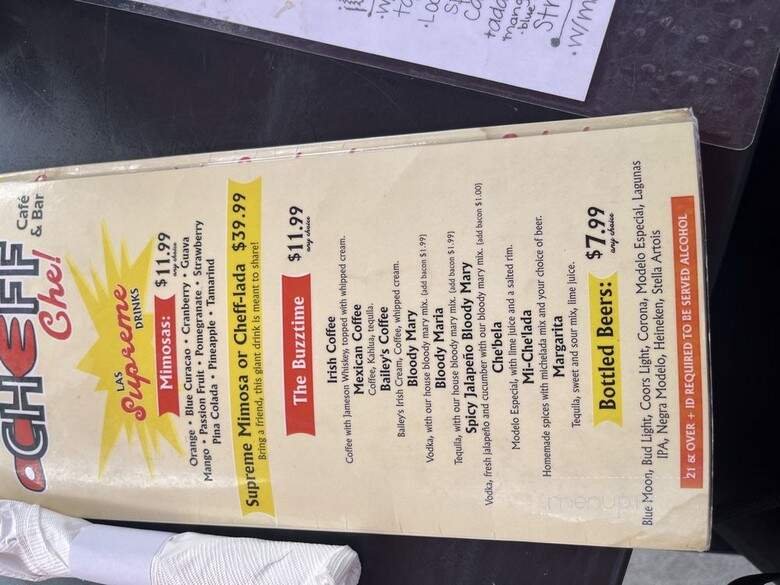 CHEFF
Che!
Café
& Bar
LAS
Supreme
DRINKS
Mimosas: $11.99
any choice
Orange • Blue Curacao • Cranberry • Guava
Mango • Passion Fruit • Pomegranate • Strawberry
Pina Colada • Pineapple • Tamarind
Supreme Mimosa or Cheff-lada $39.99
Bring a friend, this giant drink is meant to share!
The Buzztime $11.99
any choice
Irish Coffee
Coffee with Jameson Whiskey, topped with whipped cream.
Mexican Coffee
Coffee, Kahlua, tequila.
Bailey's Coffee
Bailey's Irish Cream, Coffee, whipped cream.
Bloody Mary
Vodka, with our house bloody mary mix. (add bacon $1.99)
Bloody Maria
Tequila, with our house bloody mary mix. (add bacon $1.99)
Spicy Jalapeño Bloody Mary
Vodka, fresh jalapeño and cucumber with our bloody mary mix. (add bacon $1.00)
Che'bela
Modelo Especial, with lime juice and a salted rim.
Mi-Che'lada
Homemade spices with michelada mix and your choice of beer.
Margarita
Tequila, sweet and sour mix, lime juice.
Bottled Beers: $7.99
any choice
Blue Moon, Bud Light, Coors Light, Corona, Modelo Especial, Lagunas
IPA, Negra Modelo, Heineken, Stella Artois
21 & OVER + ID REQUIRED TO BE SERVED ALCOHOL
mango
•blue
• w/m